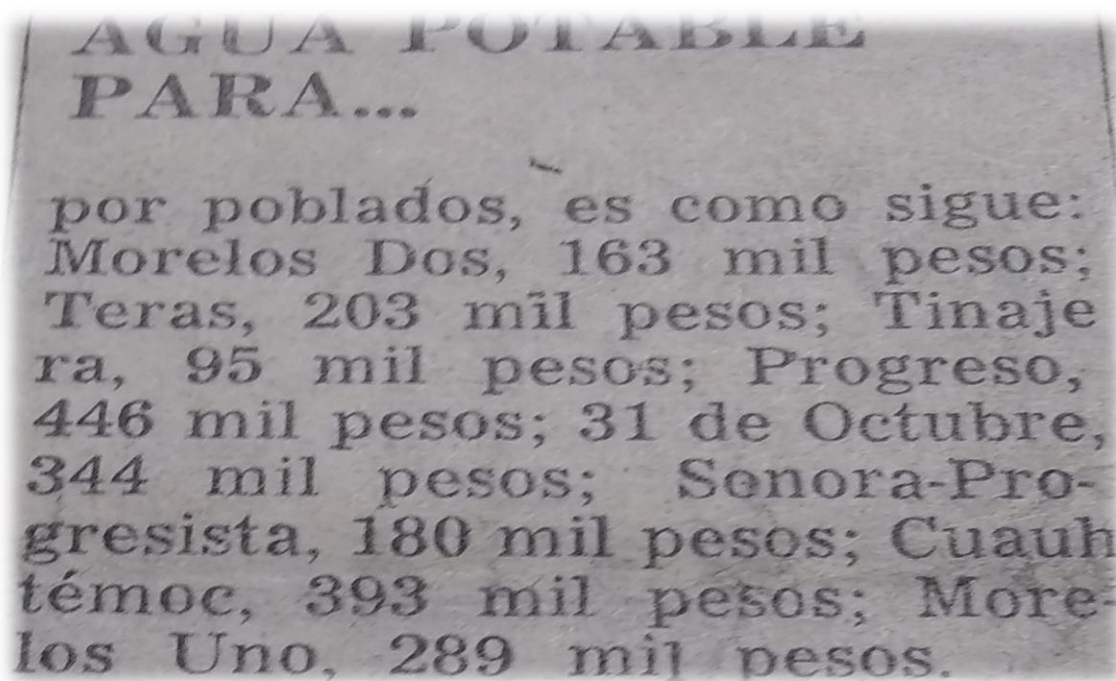 AGUA POTABLE
PARA...
por poblados, es como sigue:
Morelos Dos, 163 mil pesos;
Teras, 203 mil pesos; Tinaje
ra, 95 mil pesos; Progreso,
446 mil pesos; 31 de Octubre,
344 mil pesos; Sonora-Pro-
gresista, 180 mil pesos; Cuauh
témoc, 393 mil pesos; More-
los Uno, 289 mil pesos.